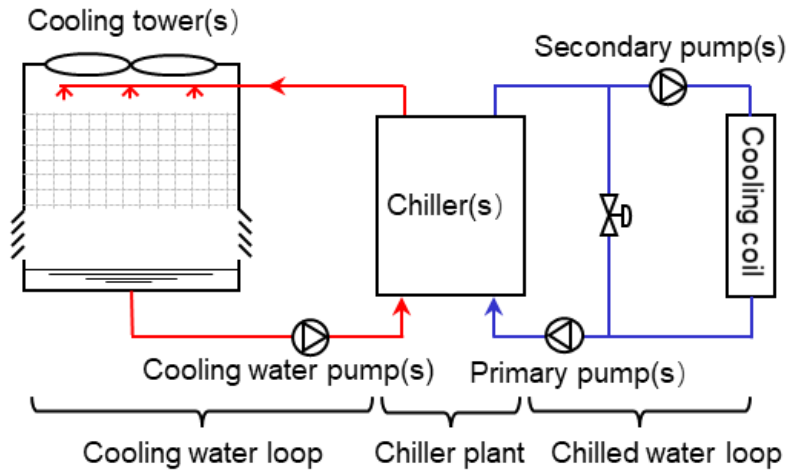 Cooling tower(s)
Secondary pump(s)
Chiller(s)
Cooling coil
Cooling water pump(s)
Primary pump(s)
Cooling water loop
Chiller plant
Chilled water loop